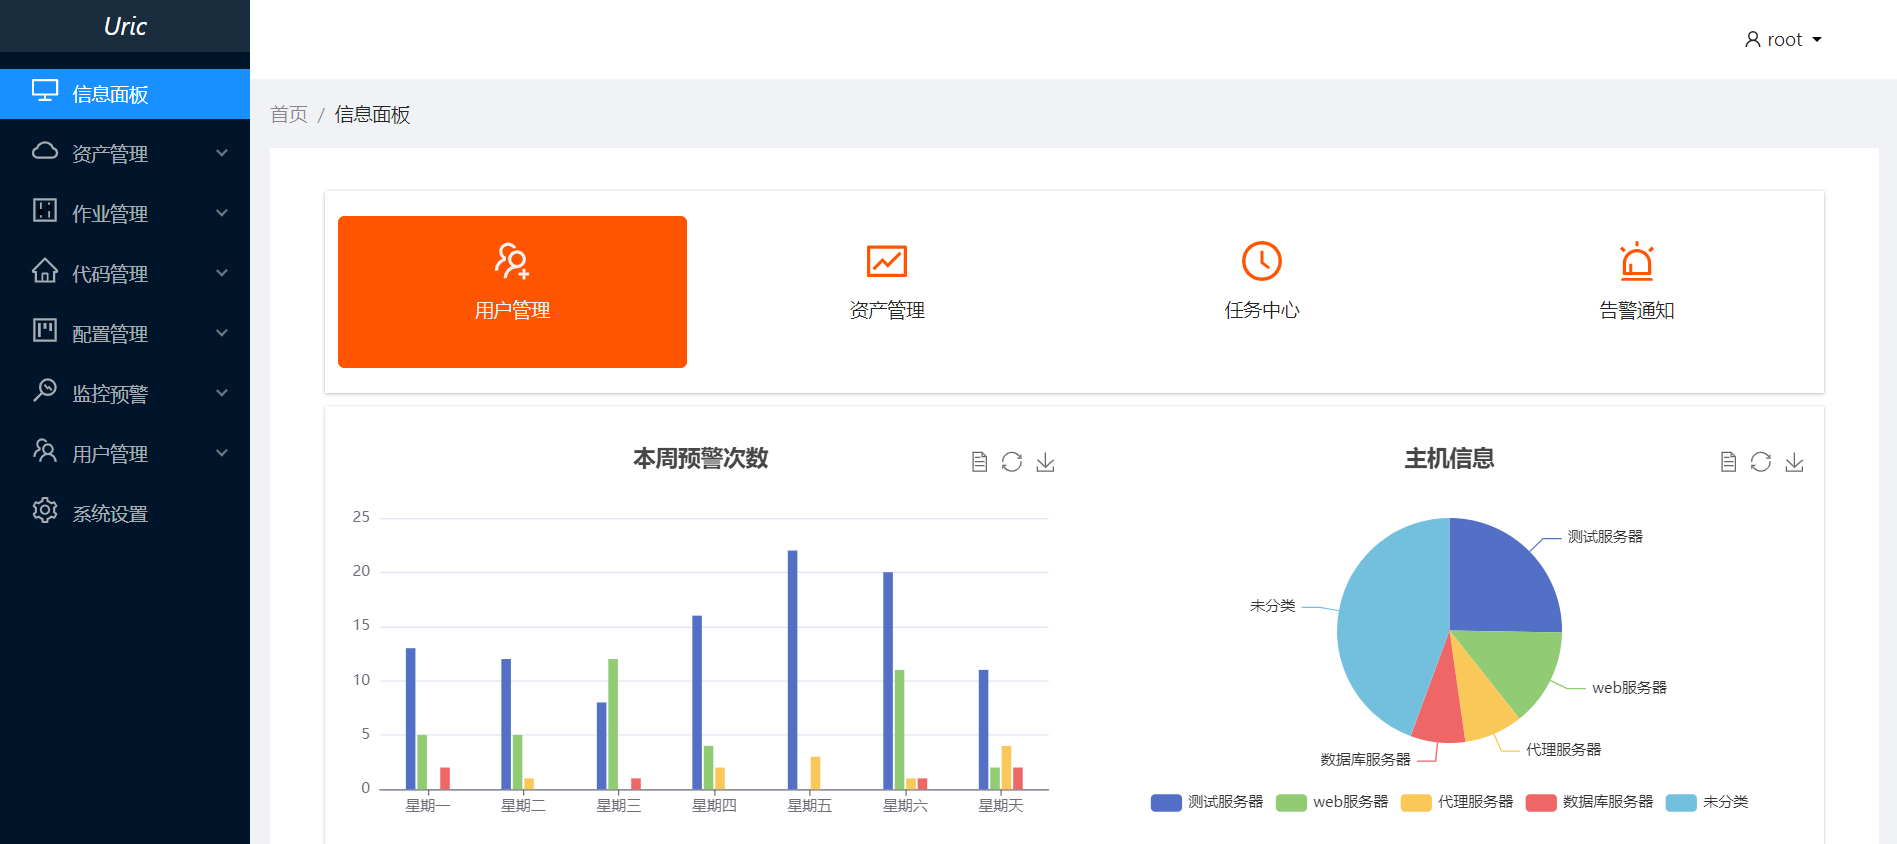 Uric
root
信息面板
资产管理
作业管理
代码管理
配置管理
监控预警
用户管理
系统设置
首页 / 信息面板
用户管理
资产管理
任务中心
告警通知
本周预警次数
25
20
15
10
5
0
星期一 星期二 星期三 星期四 星期五 星期六 星期天
主机信息
测试服务器
未分类
web服务器
代理服务器
数据库服务器
测试服务器 web服务器 代理服务器 数据库服务器 未分类